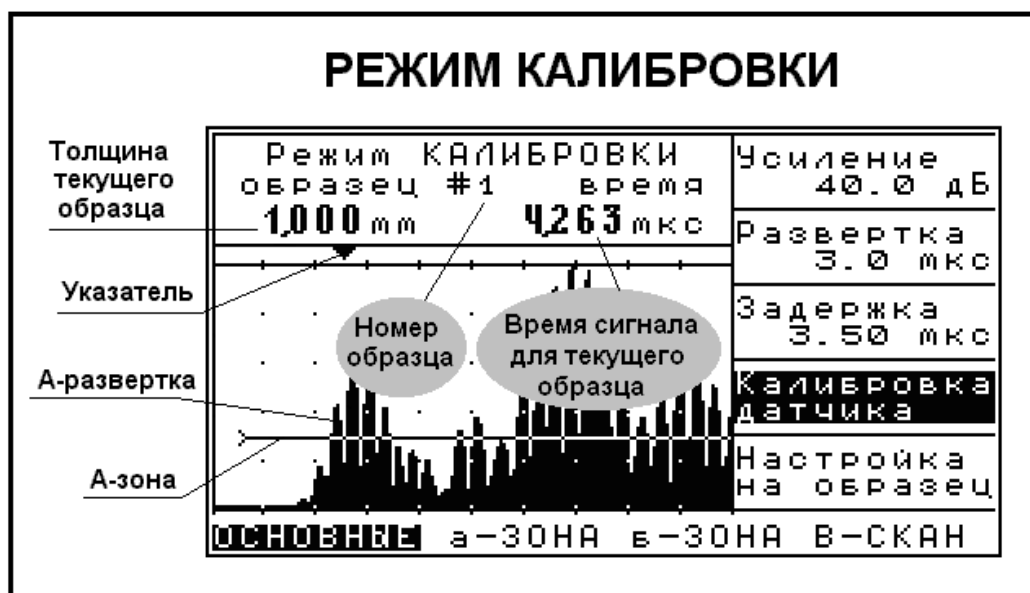 РЕЖИМ КАЛИБРОВКИ
Толщина
текущего
образца
Указатель
А-развертка
А-зона
Режим КАЛИБРОВКИ
образец #1 время
1,000 mm 4,263 мкс
Номер
образца
Время сигнала
для текущего
образца
Усиление
40.0 дБ
Развертка
3.0 мкс
Задержка
3.50 мкс
Калибровка
датчика
Настройка
на образец
ОСНОВНЫЕ а-ЗОНА в-ЗОНА В-СКАН